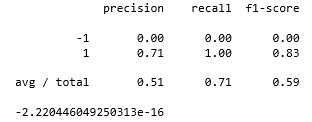 precision recall f1-score
-1 0.00 0.00 0.00
1 0.71 1.00 0.83
avg / total 0.51 0.71 0.59
-2.220446049250313e-16